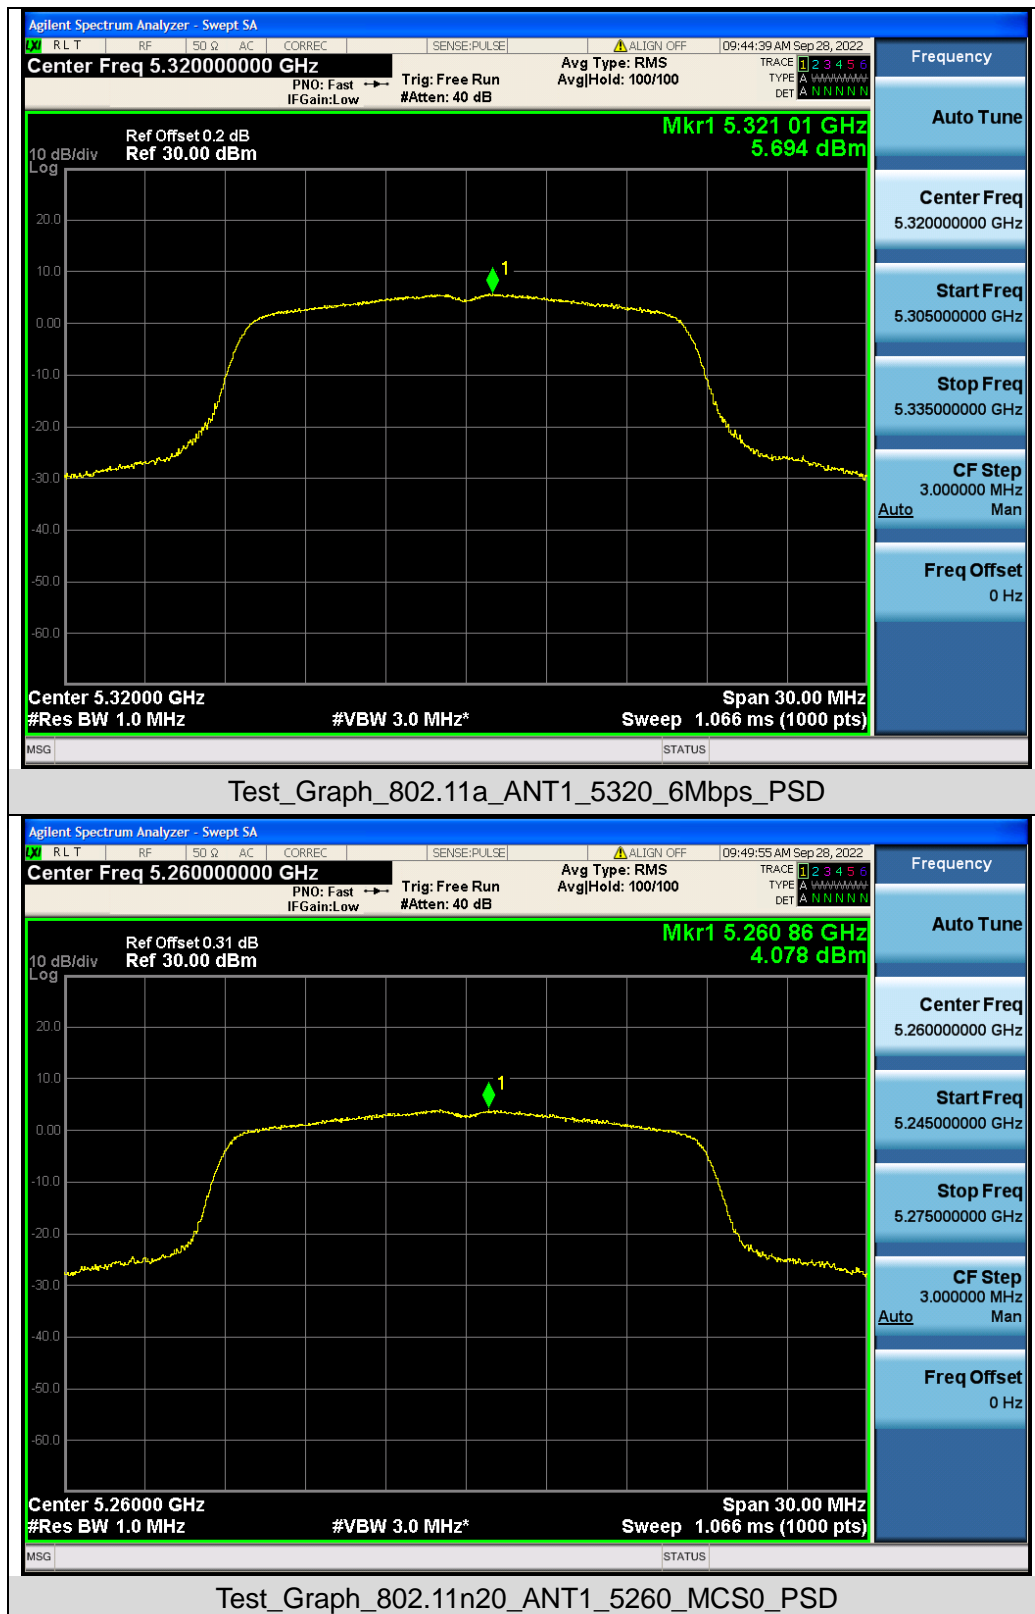 Agilent Spectrum Analyzer - Swept SA
LXI RLT RF 50 Ω AC CORREC SENSE:PULSE ALIGN OFF 09:44:39 AM Sep 28, 2022
Center Freq 5.320000000 GHz
PNO: Fast
IFGain:Low
Trig: Free Run
#Atten: 40 dB
Avg Type: RMS
Avg|Hold: 100/100
TRACE 1 2 3 4 5 6
TYPE A WWWWW
DET A N N N N N
Frequency
Auto Tune
Center Freq
5.320000000 GHz
Start Freq
5.305000000 GHz
Stop Freq
5.335000000 GHz
CF Step
3.000000 MHz
Auto Man
Freq Offset
0 Hz
Mkr1 5.321 01 GHz
5.694 dBm
Ref Offset 0.2 dB
10 dB/div Ref 30.00 dBm
Log
20.0
10.0
0.00
-10.0
-20.0
-30.0
-40.0
-50.0
-60.0
1
Center 5.32000 GHz Span 30.00 MHz
#Res BW 1.0 MHz #VBW 3.0 MHz* Sweep 1.066 ms (1000 pts)
MSG STATUS
Test_Graph_802.11a_ANT1_5320_6Mbps_PSD
Agilent Spectrum Analyzer - Swept SA
LXI RLT RF 50 Ω AC CORREC SENSE:PULSE ALIGN OFF 09:49:55 AM Sep 28, 2022
Center Freq 5.260000000 GHz
PNO: Fast
IFGain:Low
Trig: Free Run
#Atten: 40 dB
Avg Type: RMS
Avg|Hold: 100/100
TRACE 1 2 3 4 5 6
TYPE A WWWWW
DET A N N N N N
Frequency
Auto Tune
Center Freq
5.260000000 GHz
Start Freq
5.245000000 GHz
Stop Freq
5.275000000 GHz
CF Step
3.000000 MHz
Auto Man
Freq Offset
0 Hz
Mkr1 5.260 86 GHz
4.078 dBm
Ref Offset 0.31 dB
10 dB/div Ref 30.00 dBm
Log
20.0
10.0
0.00
-10.0
-20.0
-30.0
-40.0
-50.0
-60.0
1
Center 5.26000 GHz Span 30.00 MHz
#Res BW 1.0 MHz #VBW 3.0 MHz* Sweep 1.066 ms (1000 pts)
MSG STATUS
Test_Graph_802.11n20_ANT1_5260_MCS0_PSD